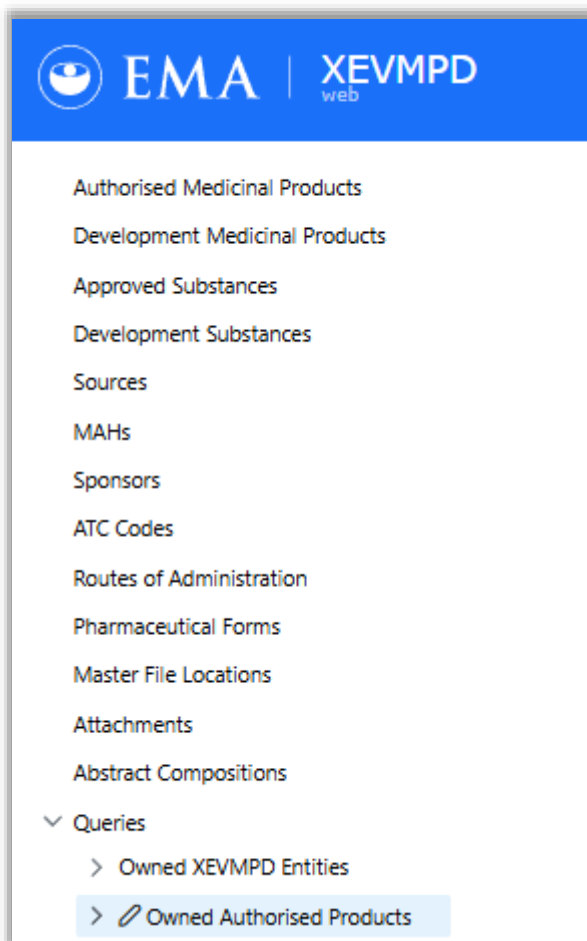 EMA | XEVMPD
web
Authorised Medicinal Products
Development Medicinal Products
Approved Substances
Development Substances
Sources
MAHs
Sponsors
ATC Codes
Routes of Administration
Pharmaceutical Forms
Master File Locations
Attachments
Abstract Compositions
Queries
Owned XEVMPD Entities
Owned Authorised Products